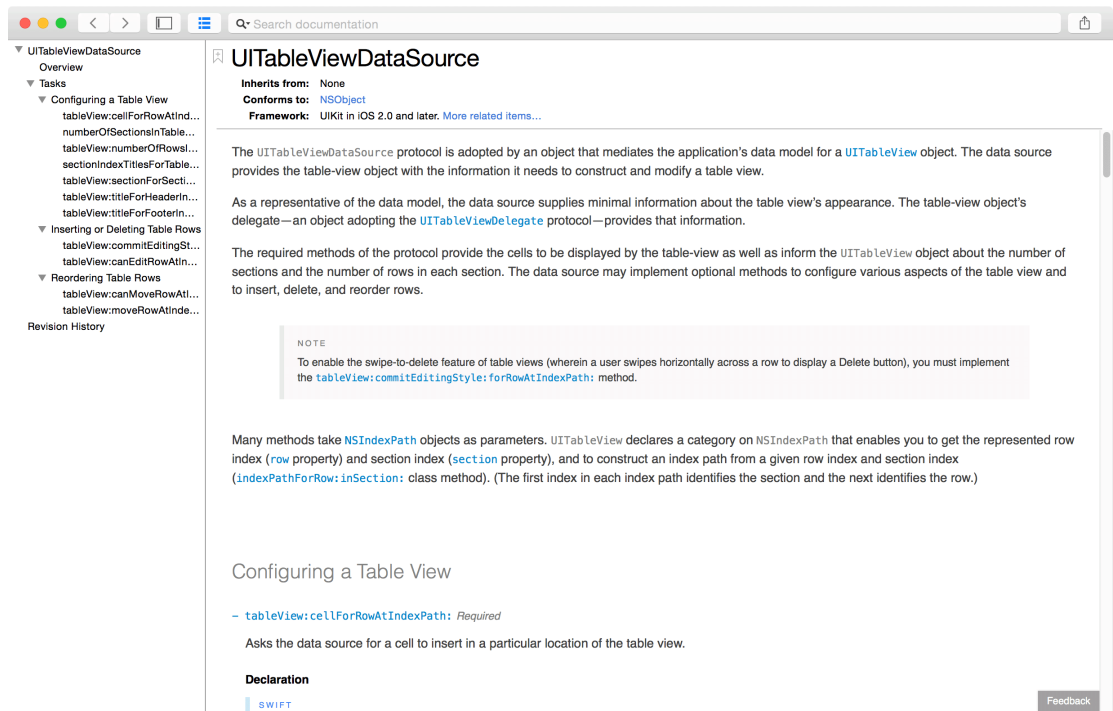 Search documentation
UITableViewDataSource
Overview
Tasks
Configuring a Table View
tableView:cellForRowAtInd...
numberOfSectionsInTable...
tableView:numberOfRowsI...
sectionIndexTitlesForTable...
tableView:sectionForSecti...
tableView:titleForHeaderIn...
tableView:titleForFooterIn...
Inserting or Deleting Table Rows
tableView:commitEditingSt...
tableView:canEditRowAtIn...
Reordering Table Rows
tableView:canMoveRowAtI...
tableView:moveRowAtInde...
Revision History
UITableViewDataSource
Inherits from: None
Conforms to: NSObject
Framework: UIKit in iOS 2.0 and later. More related items...
The UITableViewDataSource protocol is adopted by an object that mediates the application's data model for a UITableView object. The data source
provides the table-view object with the information it needs to construct and modify a table view.
As a representative of the data model, the data source supplies minimal information about the table view's appearance. The table-view object's
delegate—an object adopting the UITableViewDelegate protocol—provides that information.
The required methods of the protocol provide the cells to be displayed by the table-view as well as inform the UITableView object about the number of
sections and the number of rows in each section. The data source may implement optional methods to configure various aspects of the table view and
to insert, delete, and reorder rows.
NOTE
To enable the swipe-to-delete feature of table views (wherein a user swipes horizontally across a row to display a Delete button), you must implement
the tableView:commitEditingStyle:forRowAtIndexPath: method.
Many methods take NSIndexPath objects as parameters. UITableView declares a category on NSIndexPath that enables you to get the represented row
index (row property) and section index (section property), and to construct an index path from a given row index and section index
(indexPathForRow:inSection: class method). (The first index in each index path identifies the section and the next identifies the row.)
Configuring a Table View
– tableView:cellForRowAtIndexPath: Required
Asks the data source for a cell to insert in a particular location of the table view.
Declaration
SWIFT
Feedback